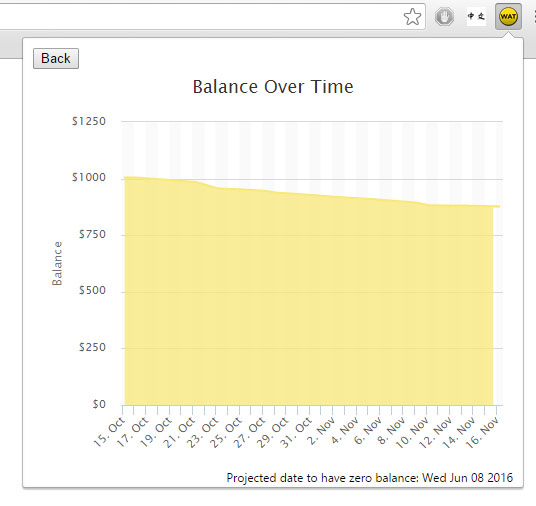 中文
WAT
Back
Balance Over Time
Balance
$1250
$1000
$750
$500
$250
$0
15. Oct
17. Oct
19. Oct
21. Oct
23. Oct
25. Oct
27. Oct
29. Oct
31. Oct
2. Nov
4. Nov
6. Nov
8. Nov
10. Nov
12. Nov
14. Nov
16. Nov
Projected date to have zero balance: Wed Jun 08 2016